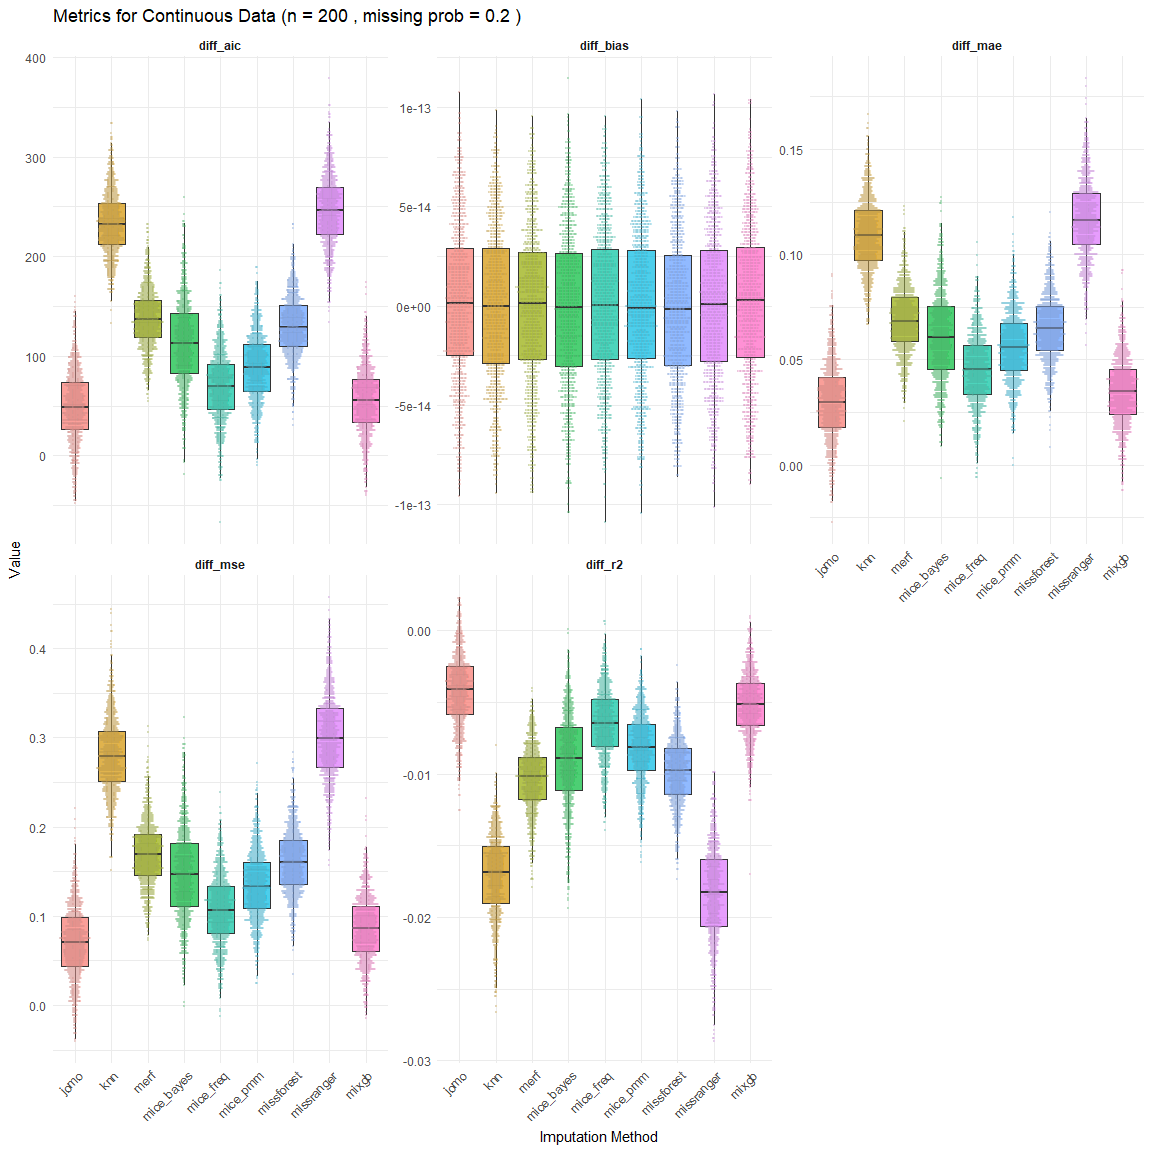 Metrics for Continuous Data (n = 200 , missing prob = 0.2 )
diff_aic
diff_bias
diff_mae
400
300
200
100
0
1e-13
5e-14
0e+00
-5e-14
-1e-13
0.15
0.10
0.05
0.00
jomo
knn
merf
mice_bayes
mice_freq
mice_pmm
missforest
missranger
mixgb
Value
diff_mse
diff_r2
0.4
0.3
0.2
0.1
0.0
0.00
-0.01
-0.02
-0.03
jomo
knn
merf
mice_bayes
mice_freq
mice_pmm
missforest
missranger
mixgb
jomo
knn
merf
mice_bayes
mice_freq
mice_pmm
missforest
missranger
mixgb
Imputation Method